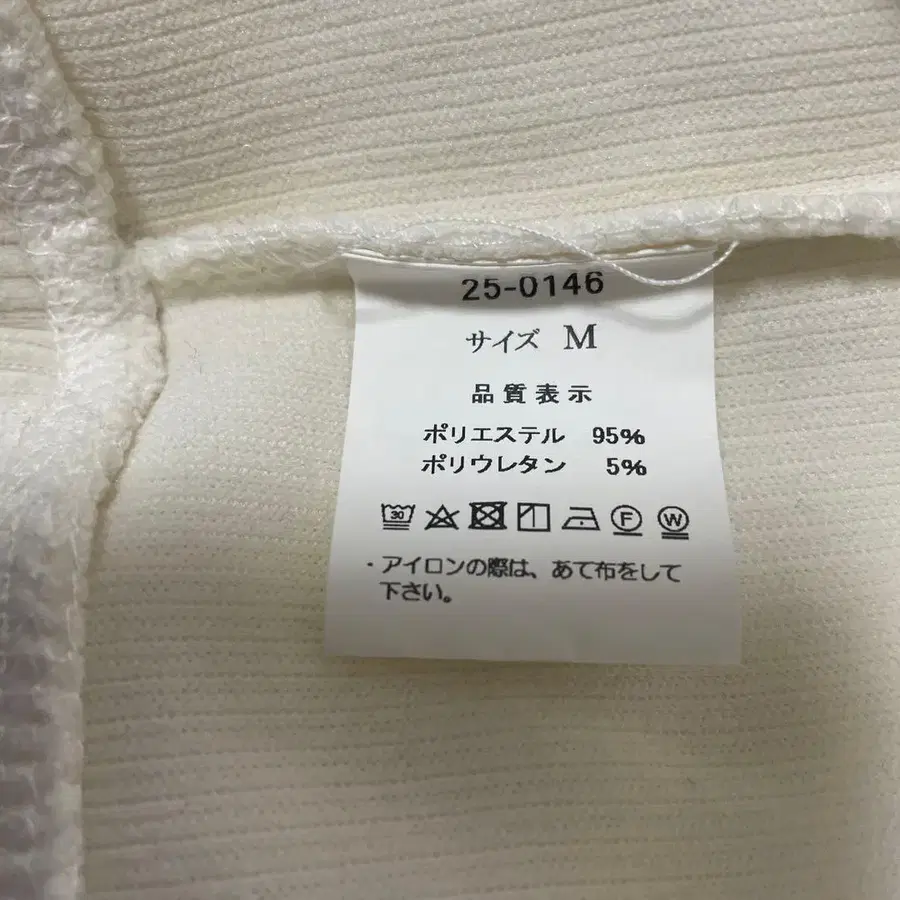 25-0146
サイズ M
品質表示
ポリエステル 95%
ポリウレタン 5%
30 F W
・アイロンの際は、あて布をして
下さい。